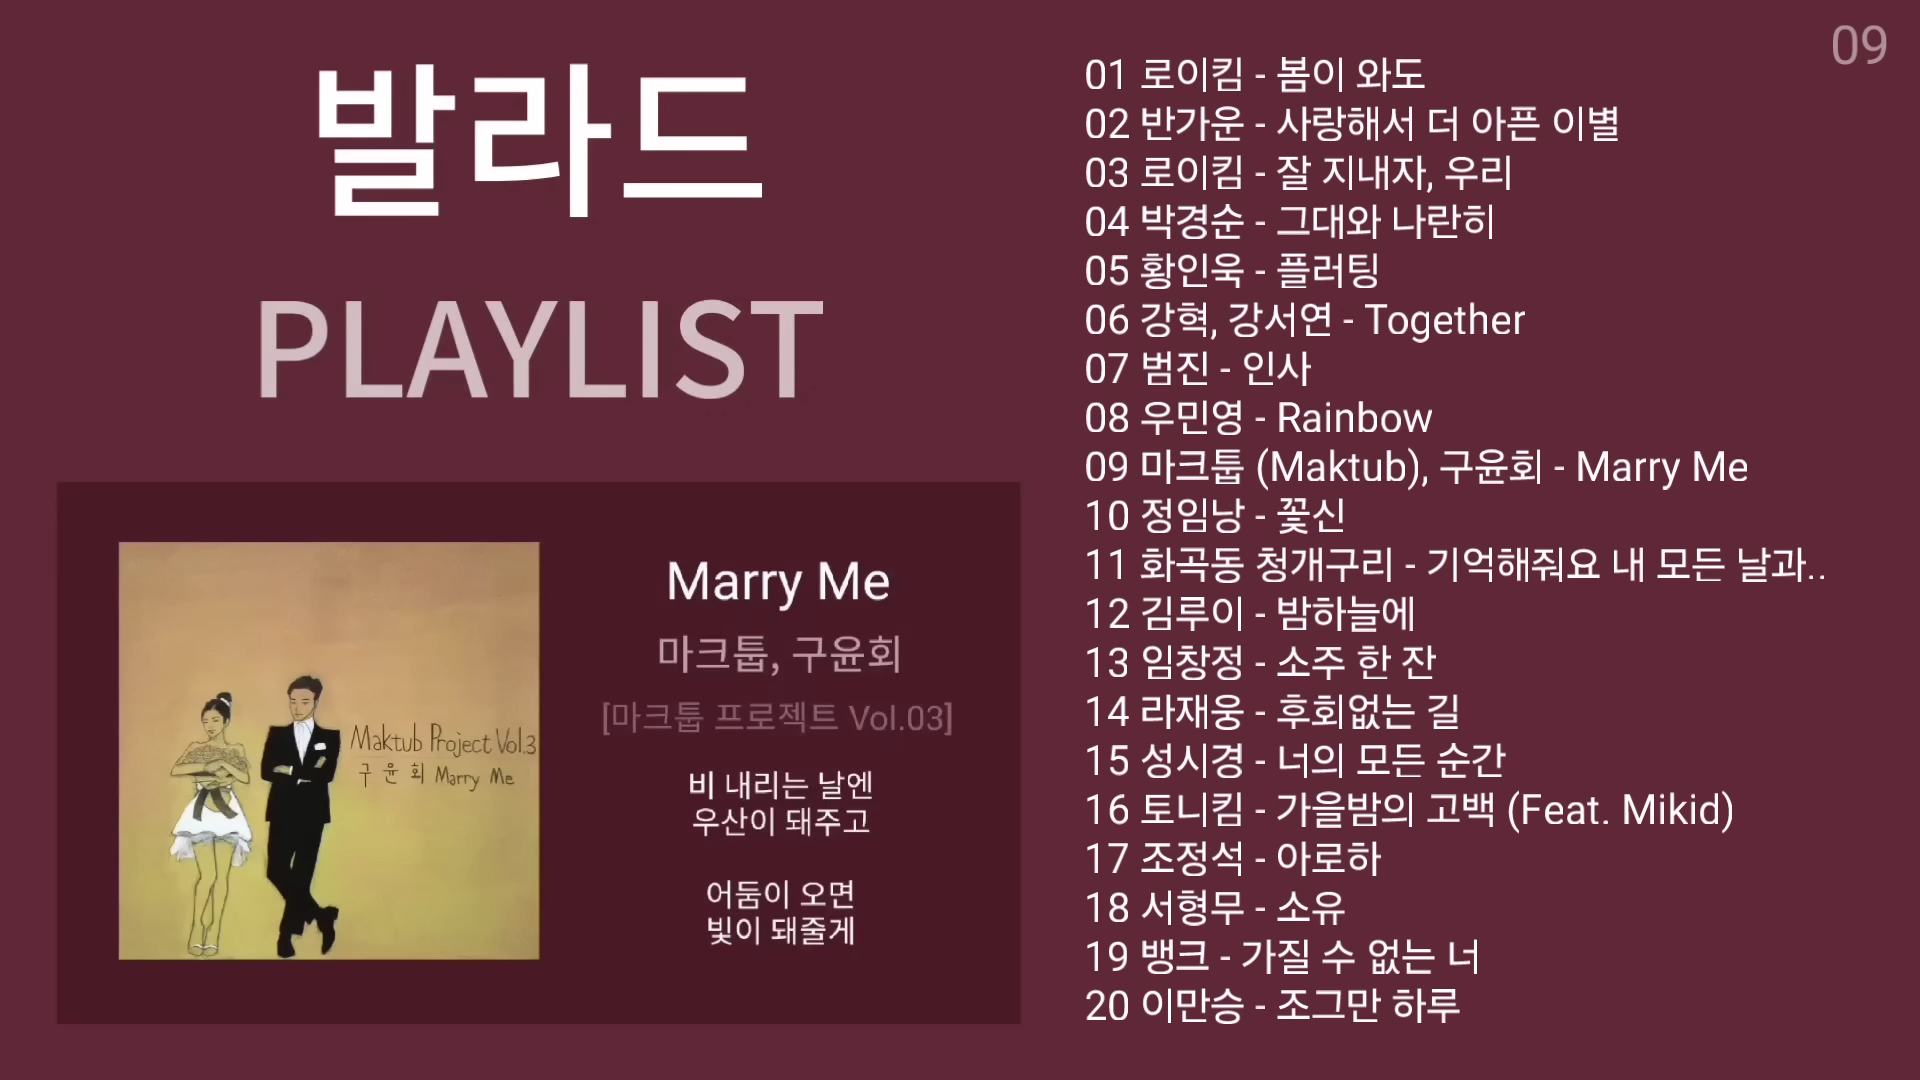 발라드
PLAYLIST
Marry Me
마크툽, 구윤회
[마크툽 프로젝트 Vol.03]
비 내리는 날엔
우산이 돼주고
어둠이 오면
빛이 돼줄게
Maktub Project Vol.3
구 윤 회 Marry Me
09
01 로이킴 - 봄이 와도
02 반가운 - 사랑해서 더 아픈 이별
03 로이킴 - 잘 지내자, 우리
04 박경순 - 그대와 나란히
05 황인욱 - 플러팅
06 강혁, 강서연 - Together
07 범진 - 인사
08 우민영 - Rainbow
09 마크툽 (Maktub), 구윤회 - Marry Me
10 정임낭 - 꽃신
11 화곡동 청개구리 - 기억해줘요 내 모든 날과..
12 김루이 - 밤하늘에
13 임창정 - 소주 한 잔
14 라재웅 - 후회없는 길
15 성시경 - 너의 모든 순간
16 토니킴 - 가을밤의 고백 (Feat. Mikid)
17 조정석 - 아로하
18 서형무 - 소유
19 뱅크 - 가질 수 없는 너
20 이만승 - 조그만 하루